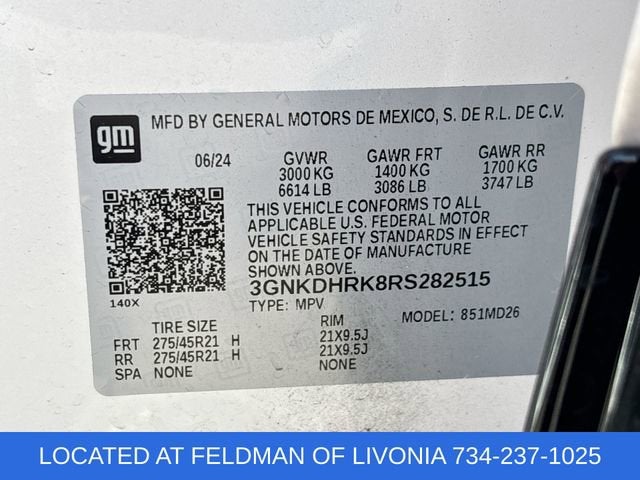 gm MFD BY GENERAL MOTORS DE MEXICO, S. DE R.L. DE C.V.
06/24 GVWR GAWR FRT GAWR RR
3000 KG 1400 KG 1700 KG
6614 LB 3086 LB 3747 LB
THIS VEHICLE CONFORMS TO ALL
APPLICABLE U.S. FEDERAL MOTOR
VEHICLE SAFETY STANDARDS IN EFFECT
ON THE DATE OF MANUFACTURE
SHOWN ABOVE.
3GNKDHRK8RS282515
140X TYPE: MPV MODEL: 851MD26
TIRE SIZE RIM
FRT 275/45R21 H 21X9.5J
RR 275/45R21 H 21X9.5J
SPA NONE NONE
LOCATED AT FELDMAN OF LIVONIA 734-237-1025